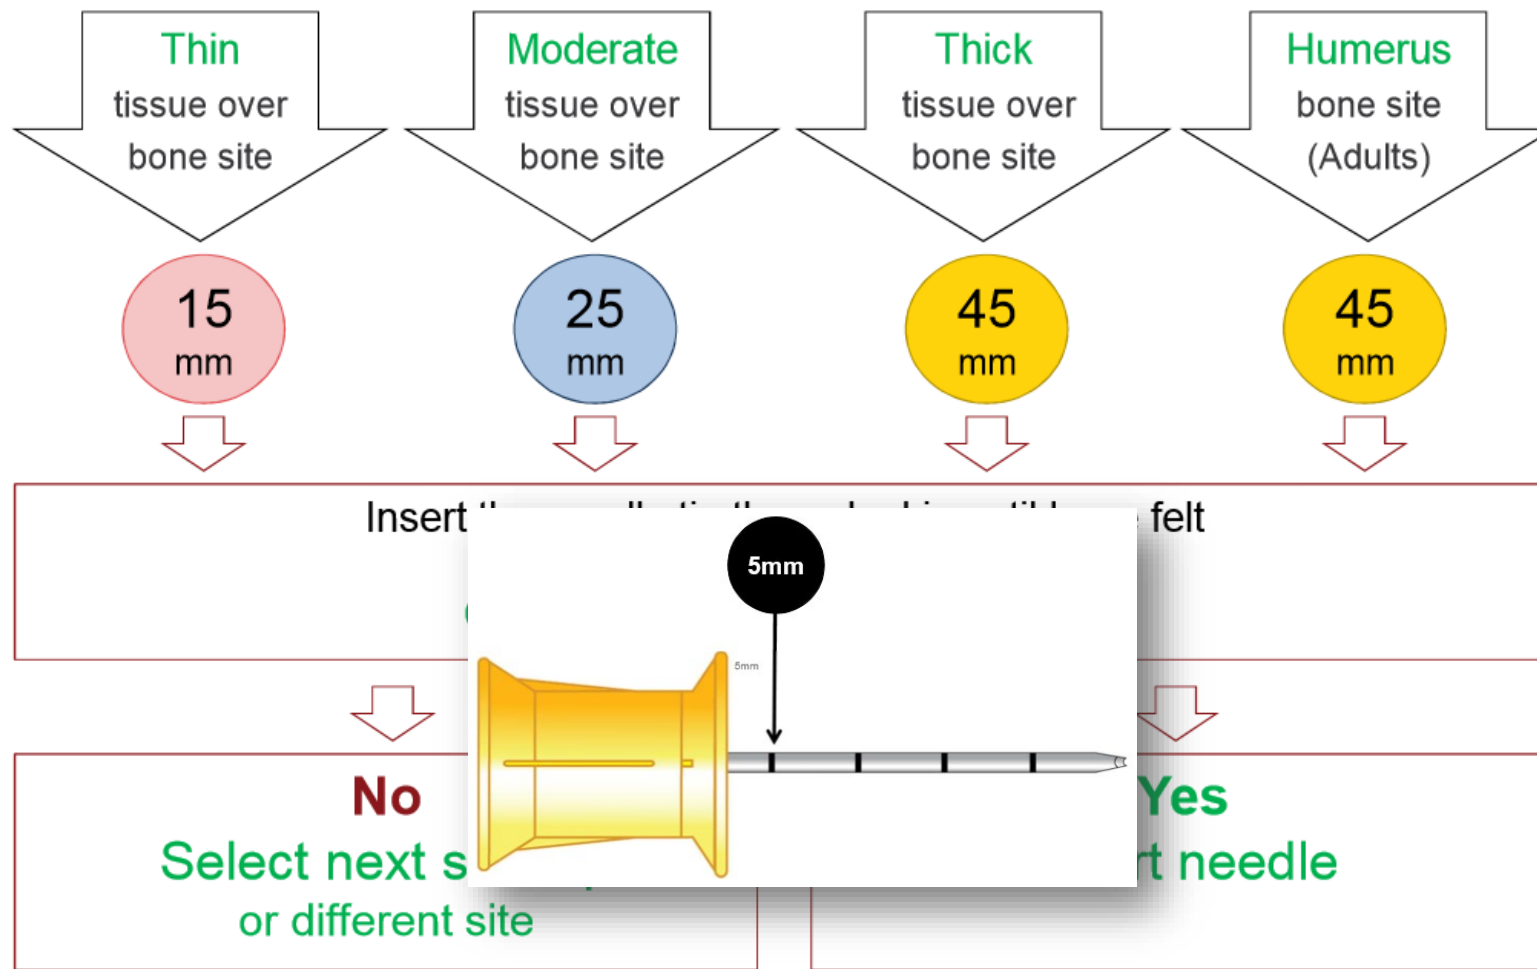 Thin
tissue over
bone site
Moderate
tissue over
bone site
Thick
tissue over
bone site
Humerus
bone site
(Adults)
15
mm
25
mm
45
mm
45
mm
Insert felt
5mm
5mm
No
Select next
or different site
Yes
needle